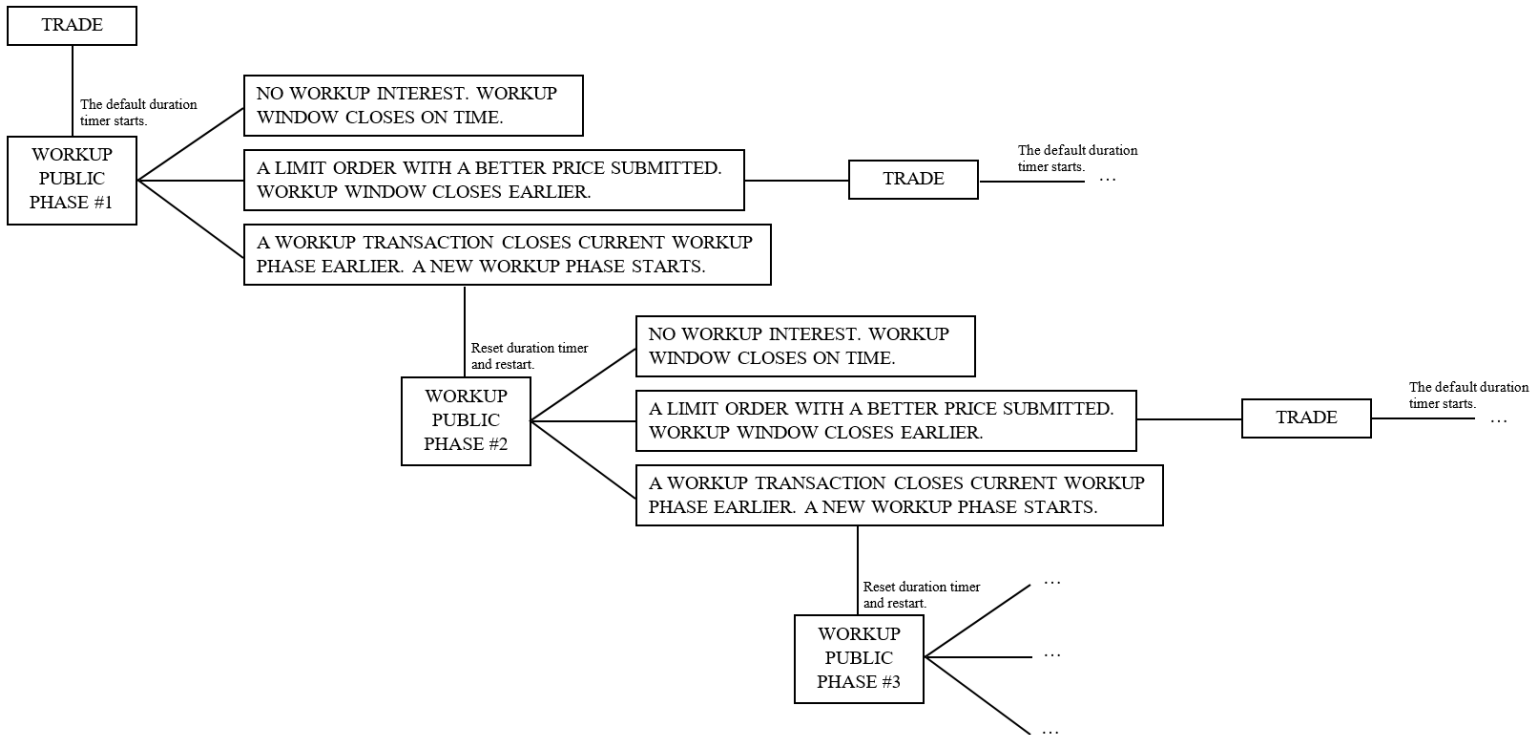 TRADE
The default duration
timer starts.
WORKUP
PUBLIC
PHASE #1
NO WORKUP INTEREST. WORKUP
WINDOW CLOSES ON TIME.
A LIMIT ORDER WITH A BETTER PRICE SUBMITTED.
WORKUP WINDOW CLOSES EARLIER.
TRADE
The default duration
timer starts.
…
A WORKUP TRANSACTION CLOSES CURRENT WORKUP
PHASE EARLIER. A NEW WORKUP PHASE STARTS.
Reset duration timer
and restart.
WORKUP
PUBLIC
PHASE #2
NO WORKUP INTEREST. WORKUP
WINDOW CLOSES ON TIME.
A LIMIT ORDER WITH A BETTER PRICE SUBMITTED.
WORKUP WINDOW CLOSES EARLIER.
TRADE
The default duration
timer starts.
…
A WORKUP TRANSACTION CLOSES CURRENT WORKUP
PHASE EARLIER. A NEW WORKUP PHASE STARTS.
Reset duration timer
and restart.
WORKUP
PUBLIC
PHASE #3
…
…
…